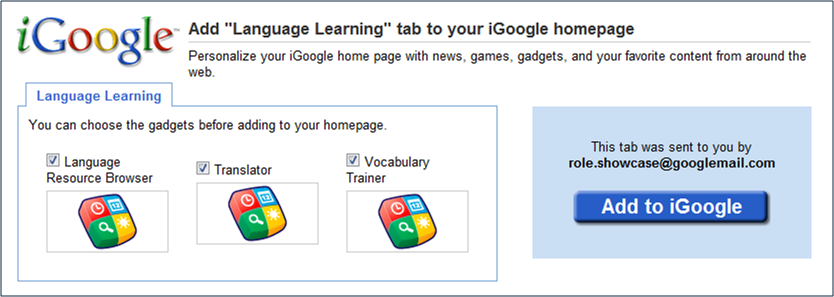 iGoogle™
Add "Language Learning" tab to your iGoogle homepage
Personalize your iGoogle home page with news, games, gadgets, and your favorite content from around the
web.
Language Learning
You can choose the gadgets before adding to your homepage.
Language
Resource Browser
Translator
Vocabulary
Trainer
This tab was sent to you by
role.showcase@googlemail.com
Add to iGoogle